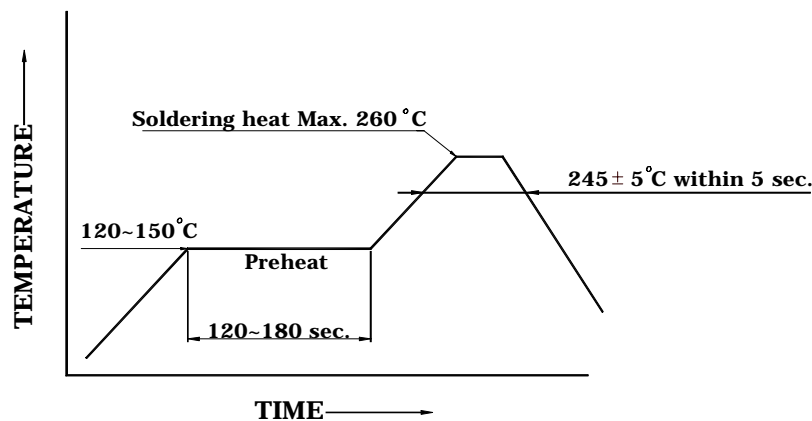 Soldering heat Max. 260°C
245±5°C within 5 sec.
120~150°C
Preheat
120~180 sec.
TEMPERATURE
TIME